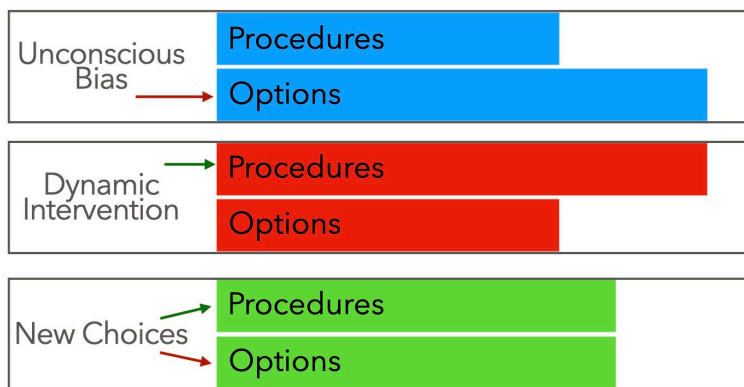 Unconscious
Bias
Procedures
Options
Dynamic
Intervention
Procedures
Options
New Choices
Procedures
Options